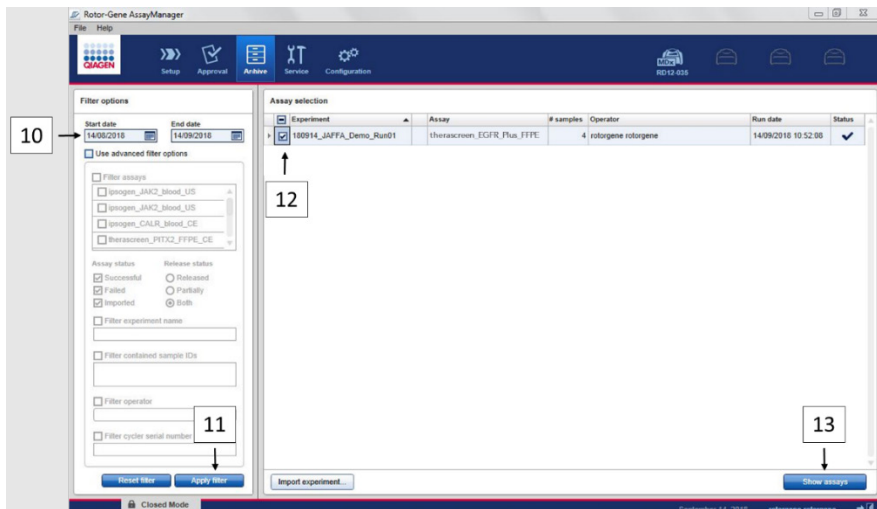 Rotor-Gene AssayManager
File Help
QIAGEN
Setup Approval Archive Service Configuration
MDx
RD12-035
Filter options
Start date End date
14/08/2018 14/09/2018
10
Use advanced filter options
Filter assays
ipsogen_JAK2_blood_US
ipsogen_JAK2_blood_US
ipsogen_CALR_blood_CE
therascreen_PITX2_FFPE_CE
Assay status Release status
Successful Released
Failed Partially
Imported Both
Filter experiment name
Filter contained sample IDs
Filter operator
Filter cycler serial number
11
Reset filter Apply filter
Assay selection
Experiment Assay # samples Operator Run date Status
180914_JAFFA_Demo_Run01 therascreen_EGFR_Plus_FFPE 4 rotorgene rotorgene 14/09/2018 10:52:08
12
13
Import experiment... Show assays
Closed Mode